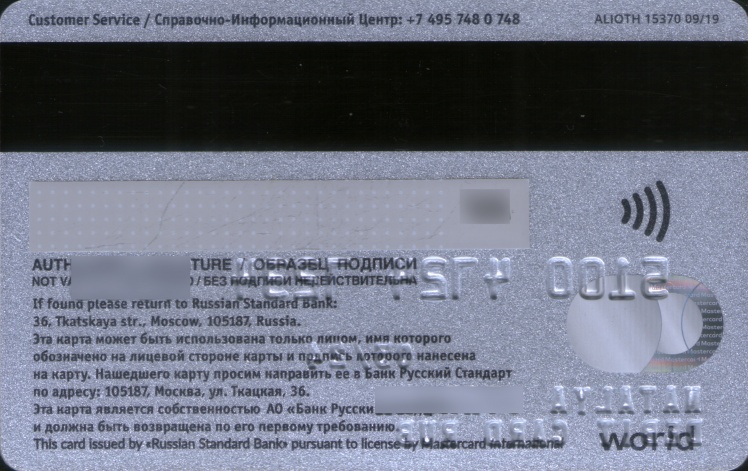 Customer Service / Справочно-Информационный Центр: +7 495 748 0 748
ALIOTH 15370 09/19
TURE / ОБРАЗЕЦ ПОДПИСИ
/ БЕЗ ПОДПИСИ НЕДЕЙСТВИТЕЛЬНА
If found please return to Russian Standard Bank:
36, Tkatskaya str., Moscow, 105187, Russia.
Эта карта может быть использована только лицом, имя которого
обозначено на лицевой стороне карты и подпись которого нанесена
на карту. Нашедшего карту просим направить ее в Банк Русский Стандарт
по адресу: 105187, Москва, ул. Ткацкая, 36.
Эта карта является собственностью АО «Банк Русски
и должна быть возвращена по его первому требованию.
This card issued by «Russian Standard Bank» pursuant to license by Mastercard International
world